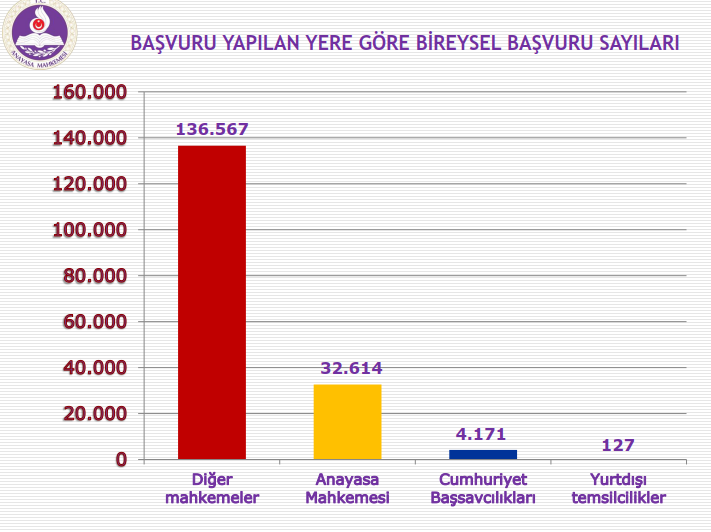 T.C.
ANAYASA MAHKEMESİ
BAŞVURU YAPILAN YERE GÖRE BİREYSEL BAŞVURU SAYILARI
160.000
140.000
120.000
100.000
80.000
60.000
40.000
20.000
0
136.567
32.614
4.171
127
Diğer
mahkemeler
Anayasa
Mahkemesi
Cumhuriyet
Başsavcılıkları
Yurtdışı
temsilcilikler